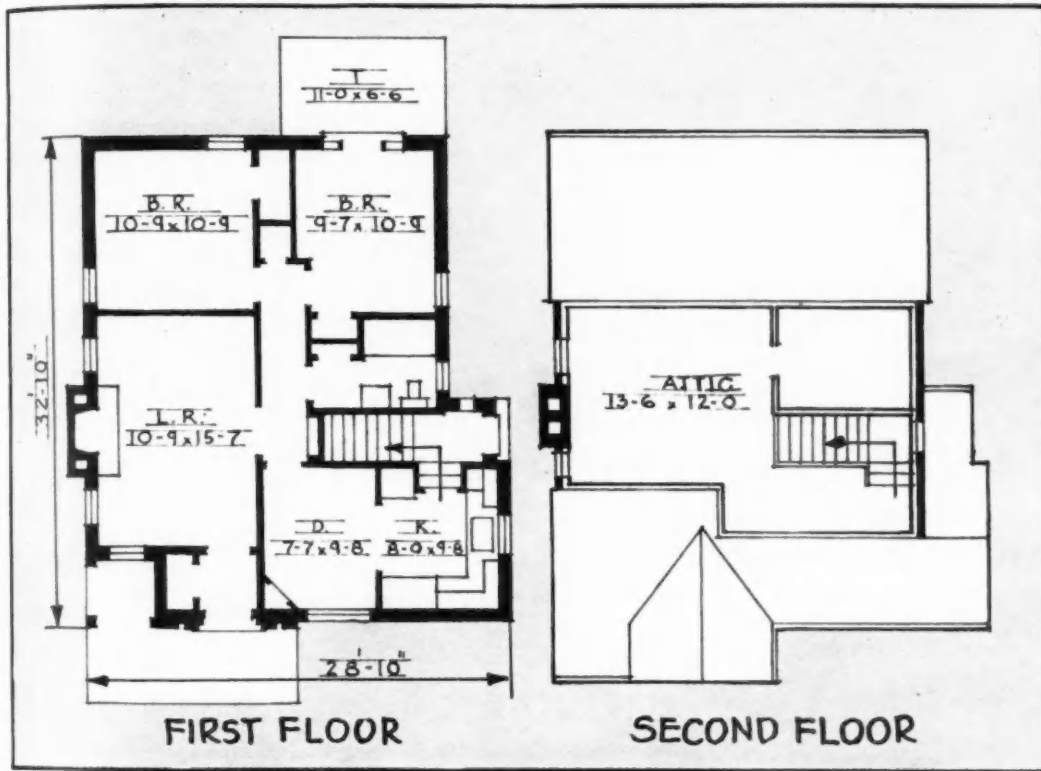 T
11-0 x 6-6
B. R.
10-9 x 10-9
B. R.
9-7 x 10-9
L. R.
10-9 x 15-7
D.
7-7 x 9-8
K.
8-0 x 9-8
32'-10"
28'-10"
FIRST FLOOR
ATTIC
13-6 x 12-0
SECOND FLOOR